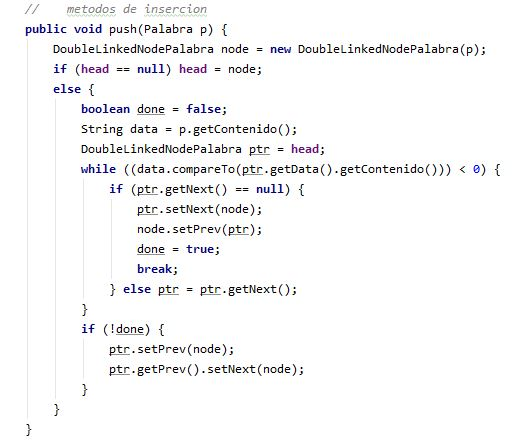 //    metodos de insercion
public void push(Palabra p) {
    DoubleLinkedNodePalabra node = new DoubleLinkedNodePalabra(p);
    if (head == null) head = node;
    else {
        boolean done = false;
        String data = p.getContenido();
        DoubleLinkedNodePalabra ptr = head;
        while ((data.compareTo(ptr.getData().getContenido())) < 0) {
            if (ptr.getNext() == null) {
                ptr.setNext(node);
                node.setPrev(ptr);
                done = true;
                break;
            } else ptr = ptr.getNext();
        }
        if (!done) {
            ptr.setPrev(node);
            ptr.getPrev().setNext(node);
        }
    }
}